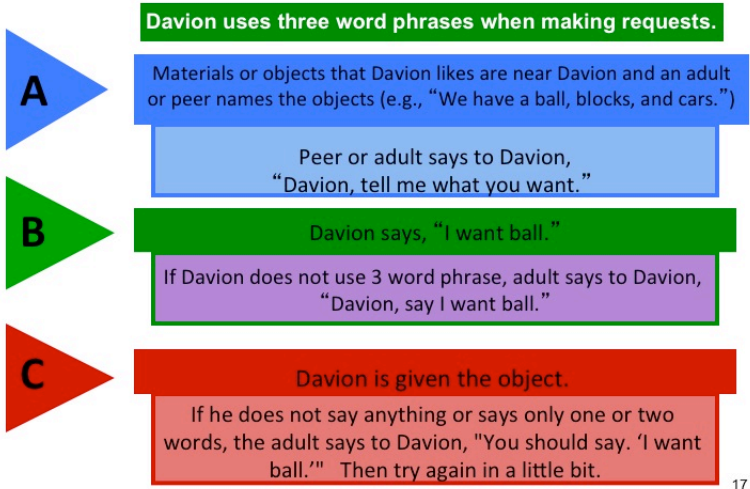 Davion uses three word phrases when making requests.
A
Materials or objects that Davion likes are near Davion and an adult
or peer names the objects (e.g., “We have a ball, blocks, and cars.”)
Peer or adult says to Davion,
“Davion, tell me what you want.”
B
Davion says, “I want ball.”
If Davion does not use 3 word phrase, adult says to Davion,
“Davion, say I want ball.”
C
Davion is given the object.
If he does not say anything or says only one or two
words, the adult says to Davion, "You should say. ‘I want
ball.’" Then try again in a little bit.
17